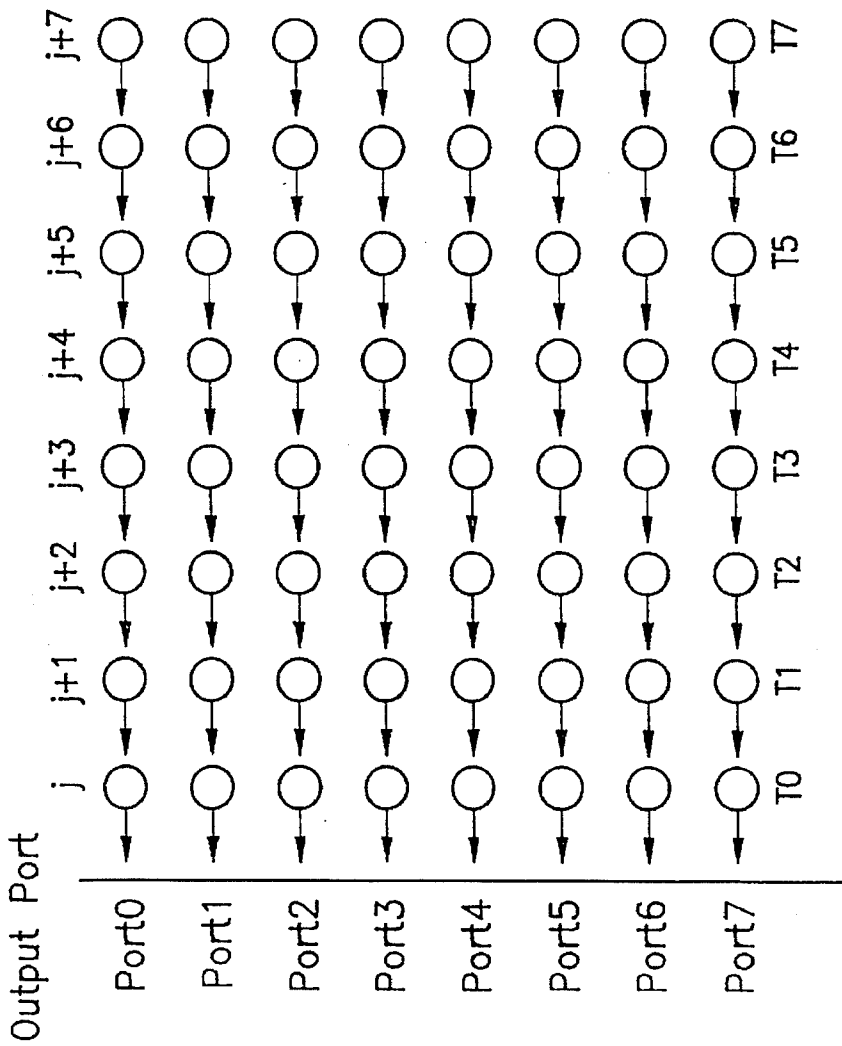 Output Port
j j+1 j+2 j+3 j+4 j+5 j+6 j+7
Port0
Port1
Port2
Port3
Port4
Port5
Port6
Port7
T0 T1 T2 T3 T4 T5 T6 T7